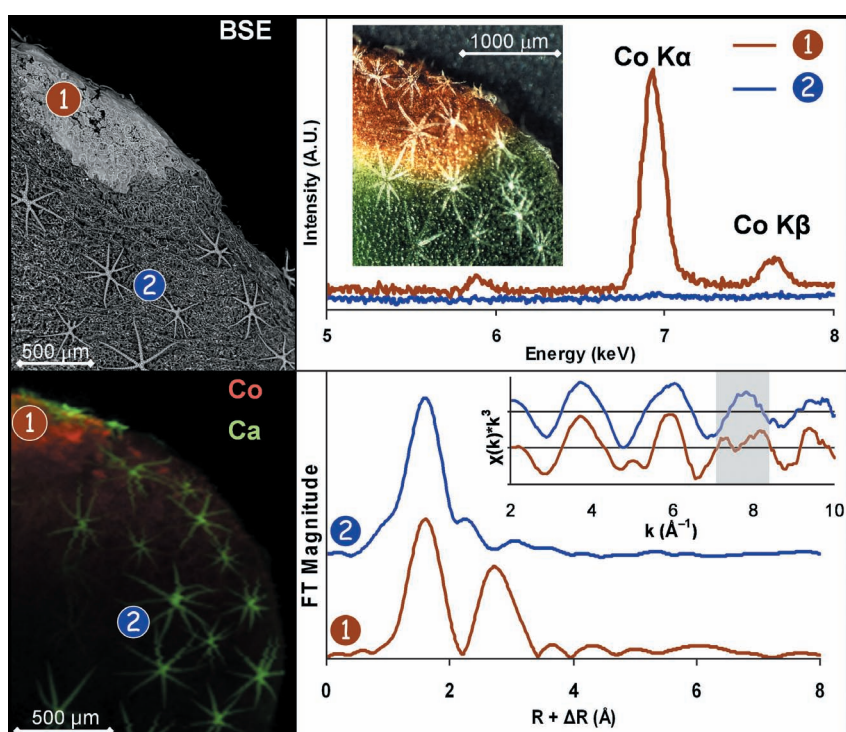 BSE
1
2
500 µm
1000 µm
1
2
Co Kα
Co Kβ
Intensity (A.U.)
5 6 7 8
Energy (keV)
Co
Ca
1
2
500 µm
χ(k)*k³
2 4 6 8 10
k (Å⁻¹)
FT Magnitude
2
1
0 2 4 6 8
R + ΔR (Å)